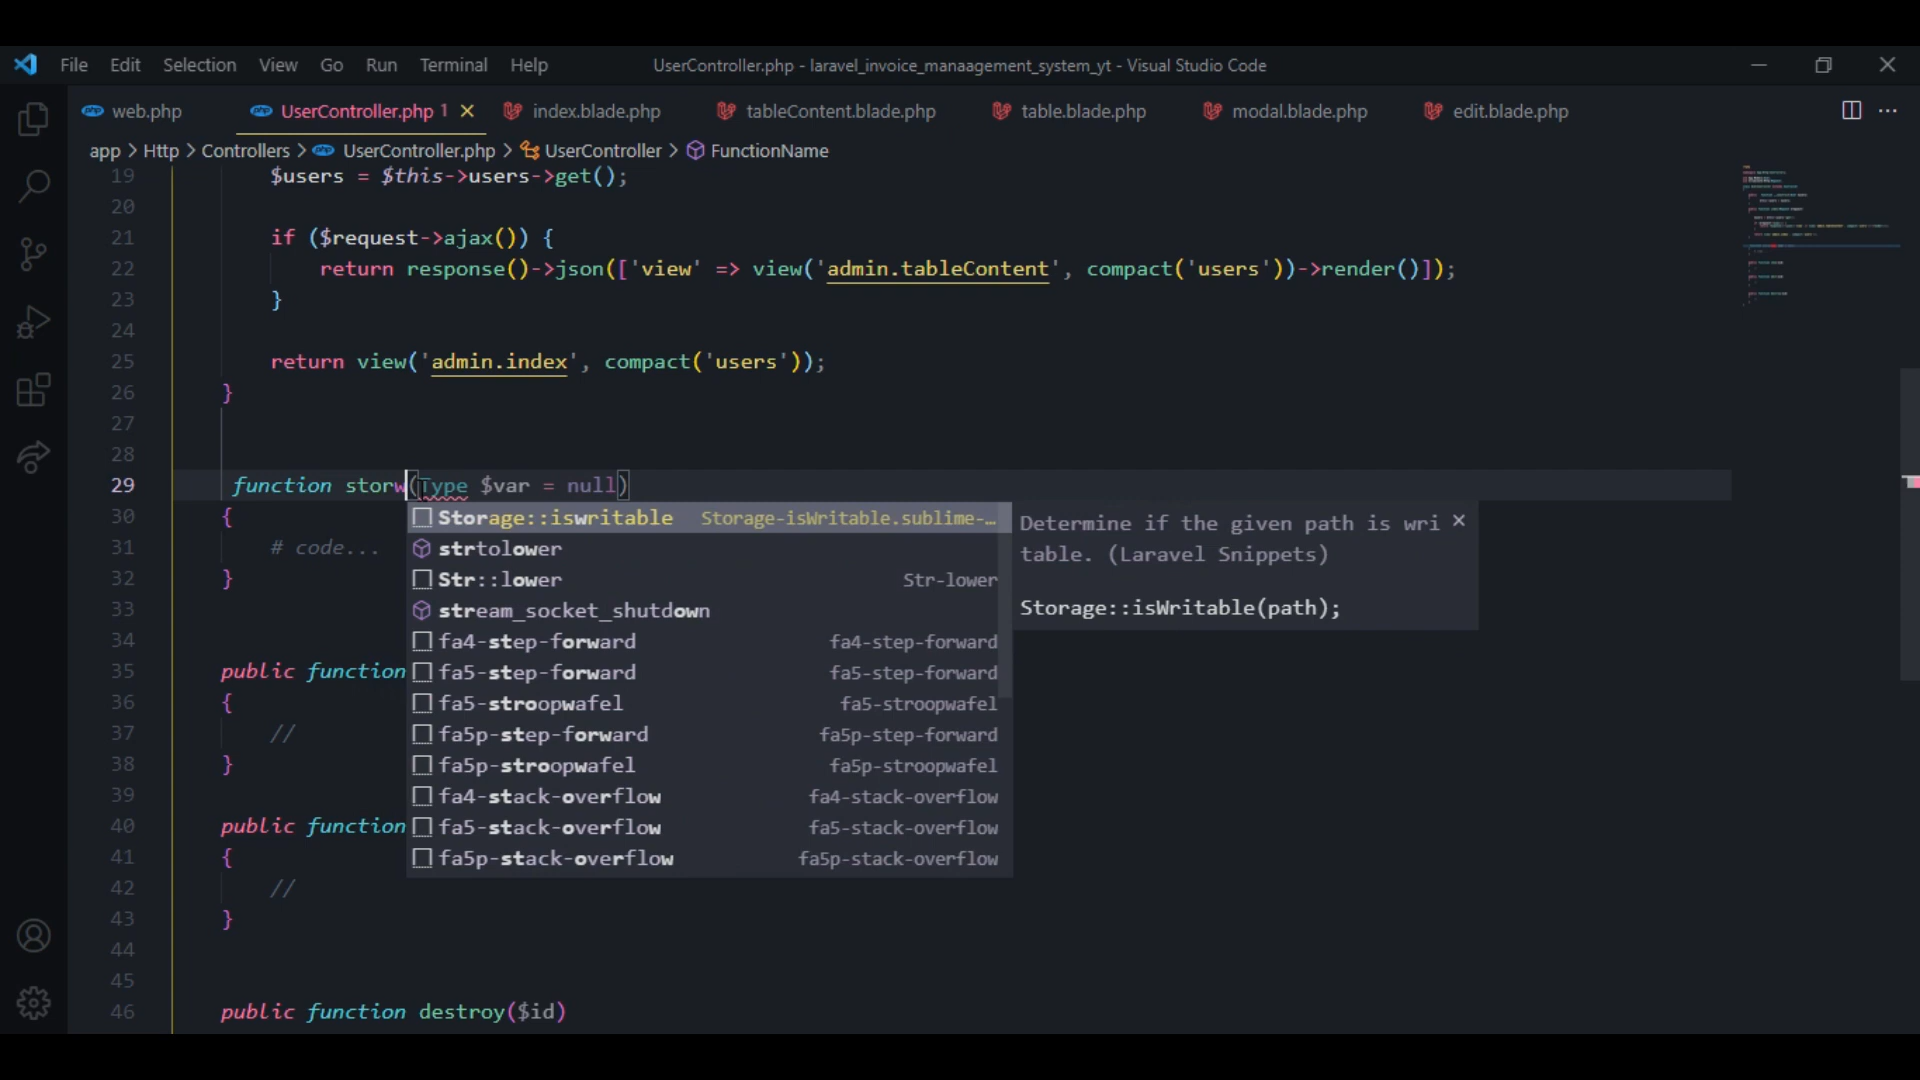 File Edit Selection View Go Run Terminal Help UserController.php - laravel_invoice_manaagement_system_yt - Visual Studio Code
php web.php php UserController.php 1 index.blade.php tableContent.blade.php table.blade.php modal.blade.php edit.blade.php
app > Http > Controllers > php UserController.php > UserController > FunctionName
19 $users = $this->users->get();
20
21 if ($request->ajax()) {
22 return response()->json(['view' => view('admin.tableContent', compact('users'))->render()]);
23 }
24
25 return view('admin.index', compact('users'));
26 }
27
28
29 function storw(Type $var = null)
30 {
31 # code...
32 }
33
34
35 public function
36 {
37 //
38 }
39
40 public function
41 {
42 //
43 }
44
45
46 public function destroy($id)
Storage::iswritable Storage-isWritable.sublime-…
strtolower
Str::lower Str-lower
stream_socket_shutdown
fa4-step-forward fa4-step-forward
fa5-step-forward fa5-step-forward
fa5-stroopwafel fa5-stroopwafel
fa5p-step-forward fa5p-step-forward
fa5p-stroopwafel fa5p-stroopwafel
fa4-stack-overflow fa4-stack-overflow
fa5-stack-overflow fa5-stack-overflow
fa5p-stack-overflow fa5p-stack-overflow
Determine if the given path is wri
table. (Laravel Snippets)
Storage::isWritable(path);